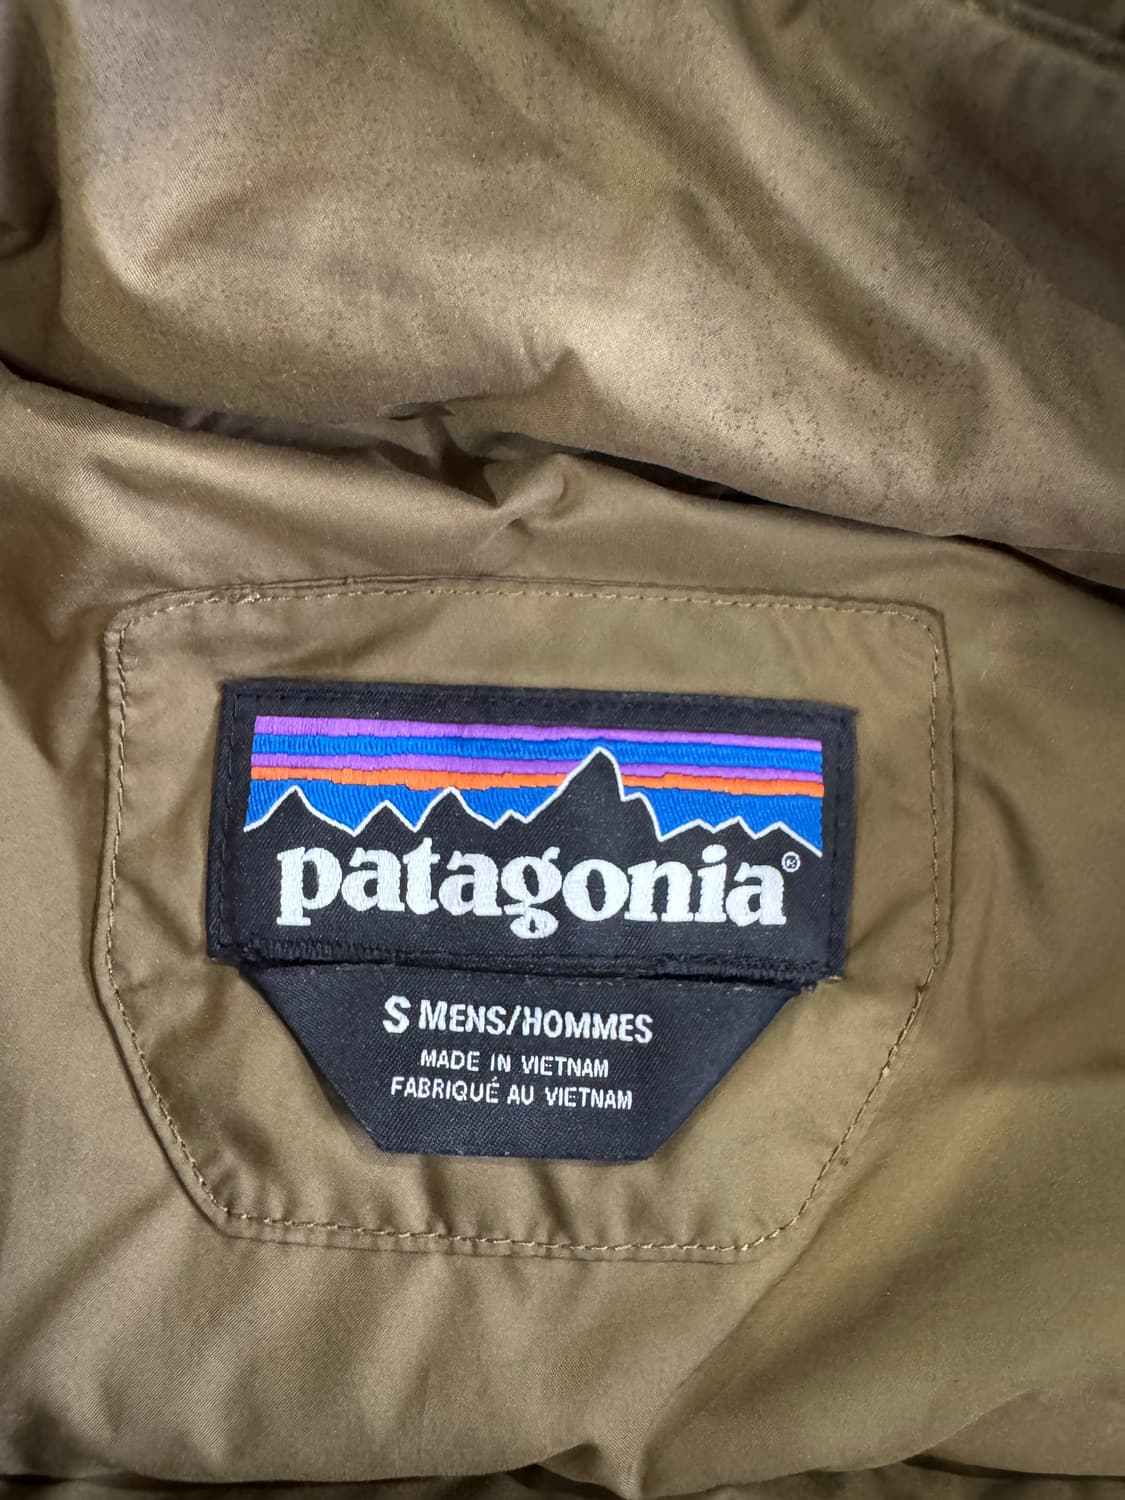 patagonia®
S MENS/HOMMES
MADE IN VIETNAM
FABRIQUÉ AU VIETNAM